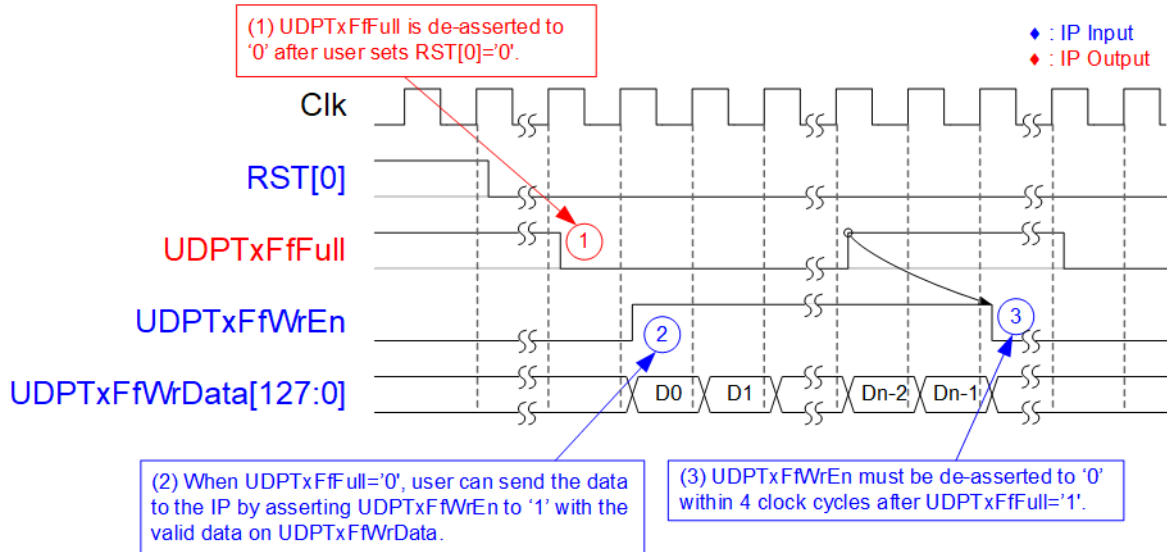 (1) UDPTxFfFull is de-asserted to
‘0’ after user sets RST[0]=’0’.
♦ : IP Input
♦ : IP Output
Clk
RST[0]
UDPTxFfFull
1
UDPTxFfWrEn
2
3
UDPTxFfWrData[127:0]
D0
D1
Dn-2
Dn-1
(2) When UDPTxFfFull=’0’, user can send the data
to the IP by asserting UDPTxFfWrEn to ‘1’ with the
valid data on UDPTxFfWrData.
(3) UDPTxFfWrEn must be de-asserted to ‘0’
within 4 clock cycles after UDPTxFfFull=’1’.